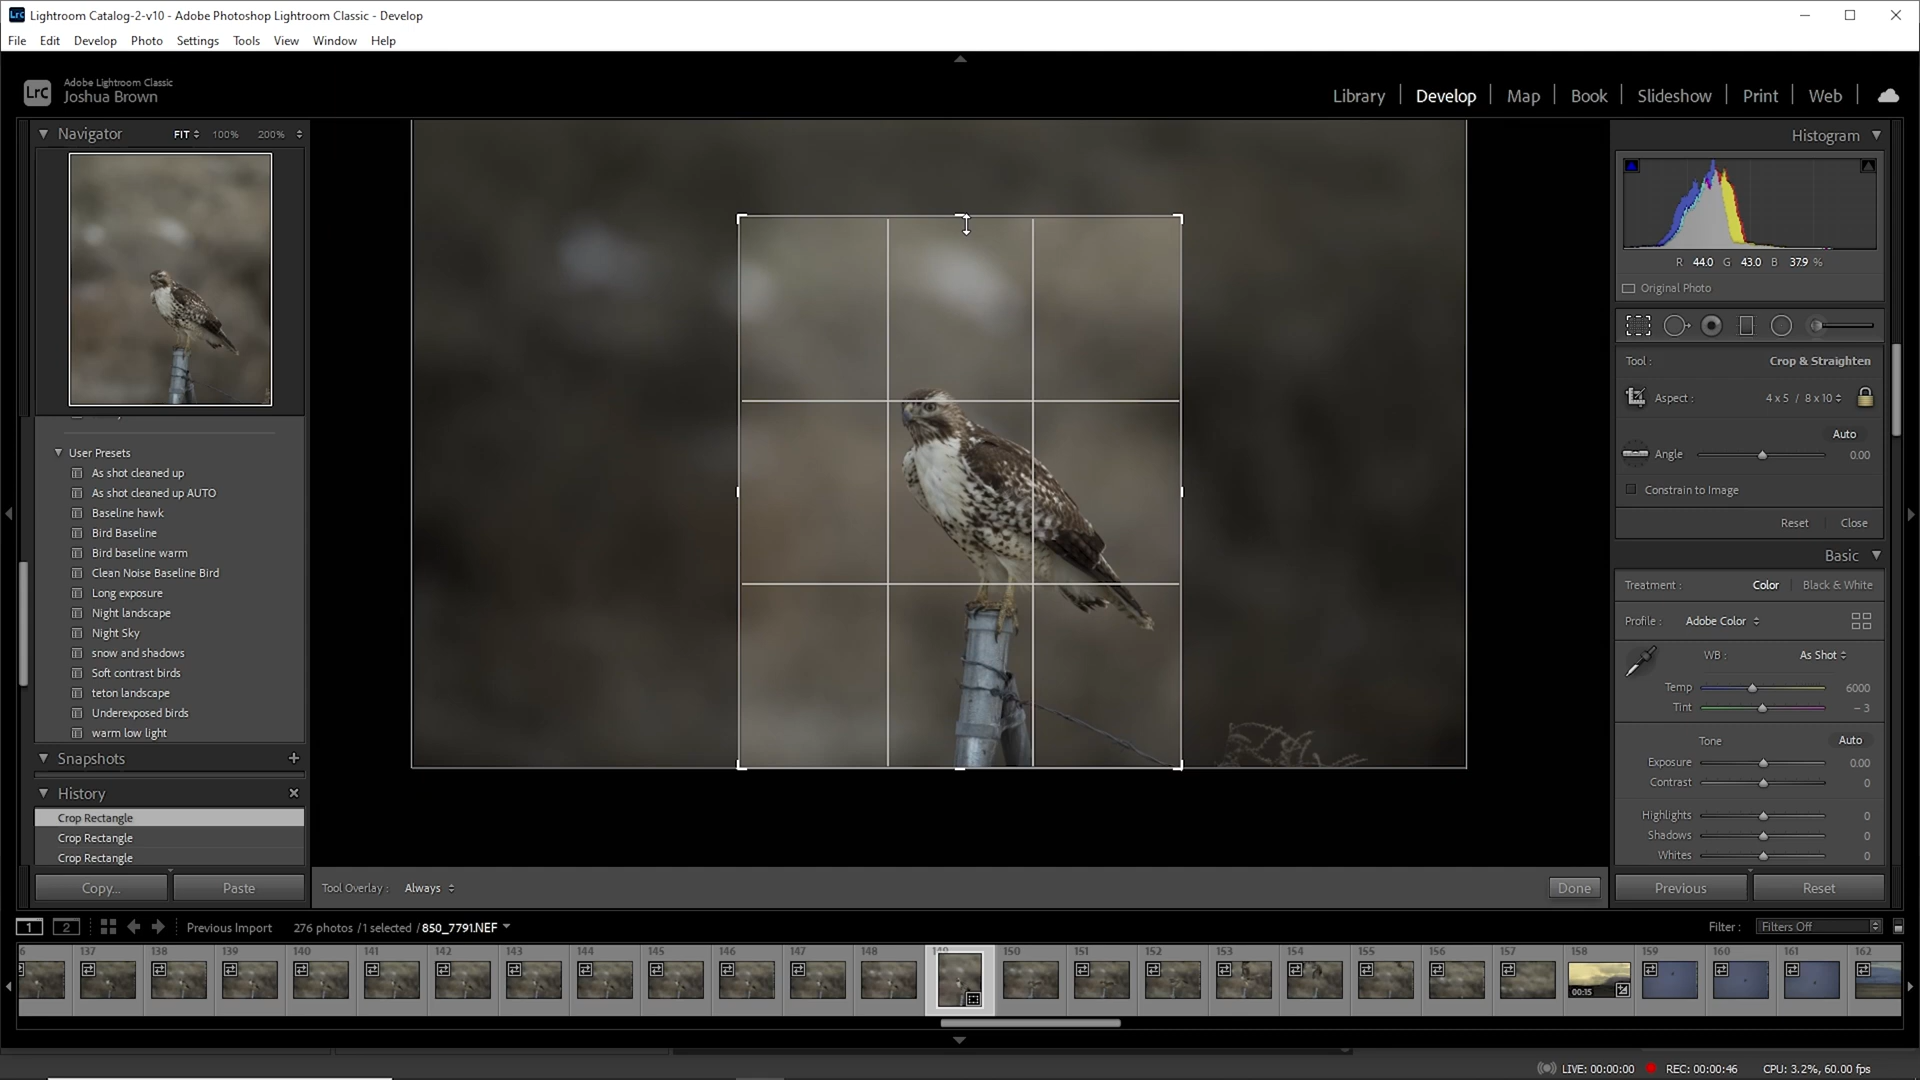 Lightroom Catalog-2-v10 - Adobe Photoshop Lightroom Classic - Develop
File Edit Develop Photo Settings Tools View Window Help
LrC
Adobe Lightroom Classic
Joshua Brown
Library Develop Map Book Slideshow Print Web
Navigator FIT 100% 200%
User Presets
As shot cleaned up
As shot cleaned up AUTO
Baseline hawk
Bird Baseline
Bird baseline warm
Clean Noise Baseline Bird
Long exposure
Night landscape
Night Sky
snow and shadows
Soft contrast birds
teton landscape
Underexposed birds
warm low light
Snapshots
History
Crop Rectangle
Crop Rectangle
Crop Rectangle
Copy... Paste
Tool Overlay : Always
Done
Histogram
R 44.0 G 43.0 B 37.9 %
Original Photo
Tool : Crop & Straighten
Aspect : 4 x 5 / 8 x 10
Auto
Angle 0.00
Constrain to Image
Reset Close
Basic
Treatment : Color Black & White
Profile : Adobe Color
WB : As Shot
Temp 6000
Tint – 3
Tone Auto
Exposure 0.00
Contrast 0
Highlights 0
Shadows 0
Whites 0
Previous Reset
1 2 Previous Import 276 photos /1 selected /850_7791.NEF
Filter : Filters Off
6 137 138 139 140 141 142 143 144 145 146 147 148 149 150 151 152 153 154 155 156 157 158 159 160 161 162
00:15
LIVE: 00:00:00 REC: 00:00:46 CPU: 3.2%, 60.00 fps